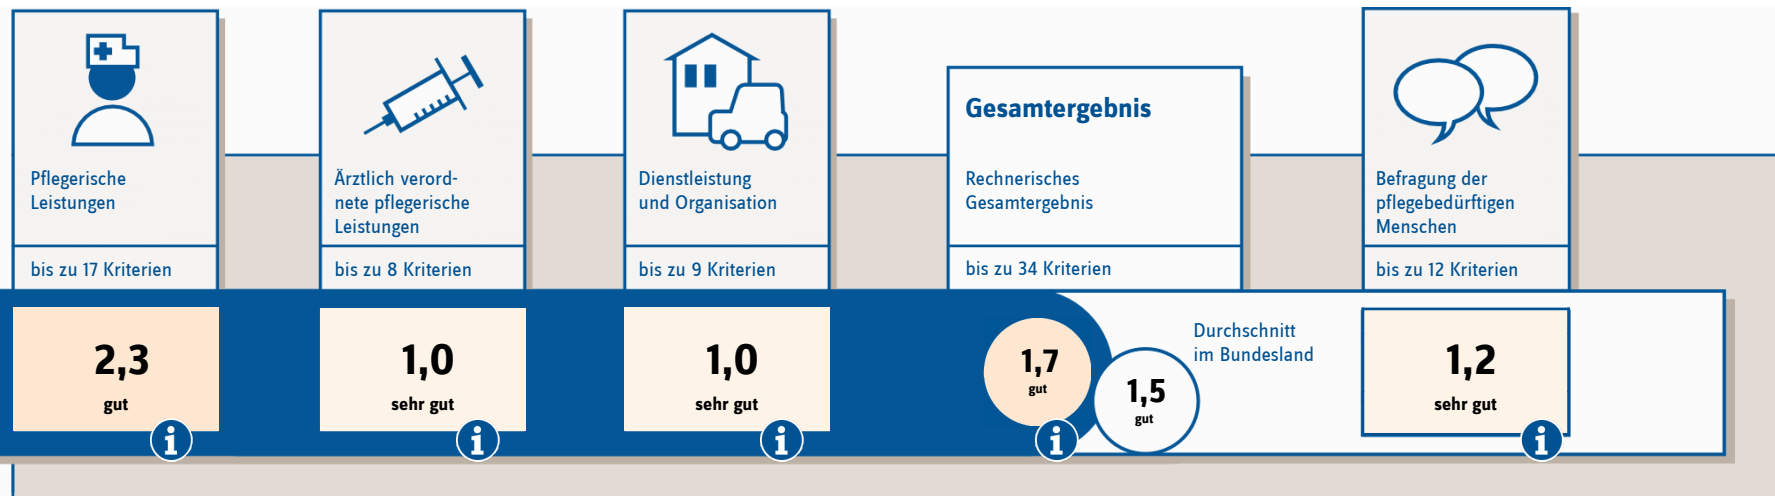 Pflegerische
Leistungen
bis zu 17 Kriterien
2,3
gut
i
Ärztlich verord-
nete pflegerische
Leistungen
bis zu 8 Kriterien
1,0
sehr gut
i
Dienstleistung
und Organisation
bis zu 9 Kriterien
1,0
sehr gut
i
Gesamtergebnis
Rechnerisches
Gesamtergebnis
bis zu 34 Kriterien
1,7
gut
i
Durchschnitt
im Bundesland
1,5
gut
Befragung der
pflegebedürftigen
Menschen
bis zu 12 Kriterien
1,2
sehr gut
i